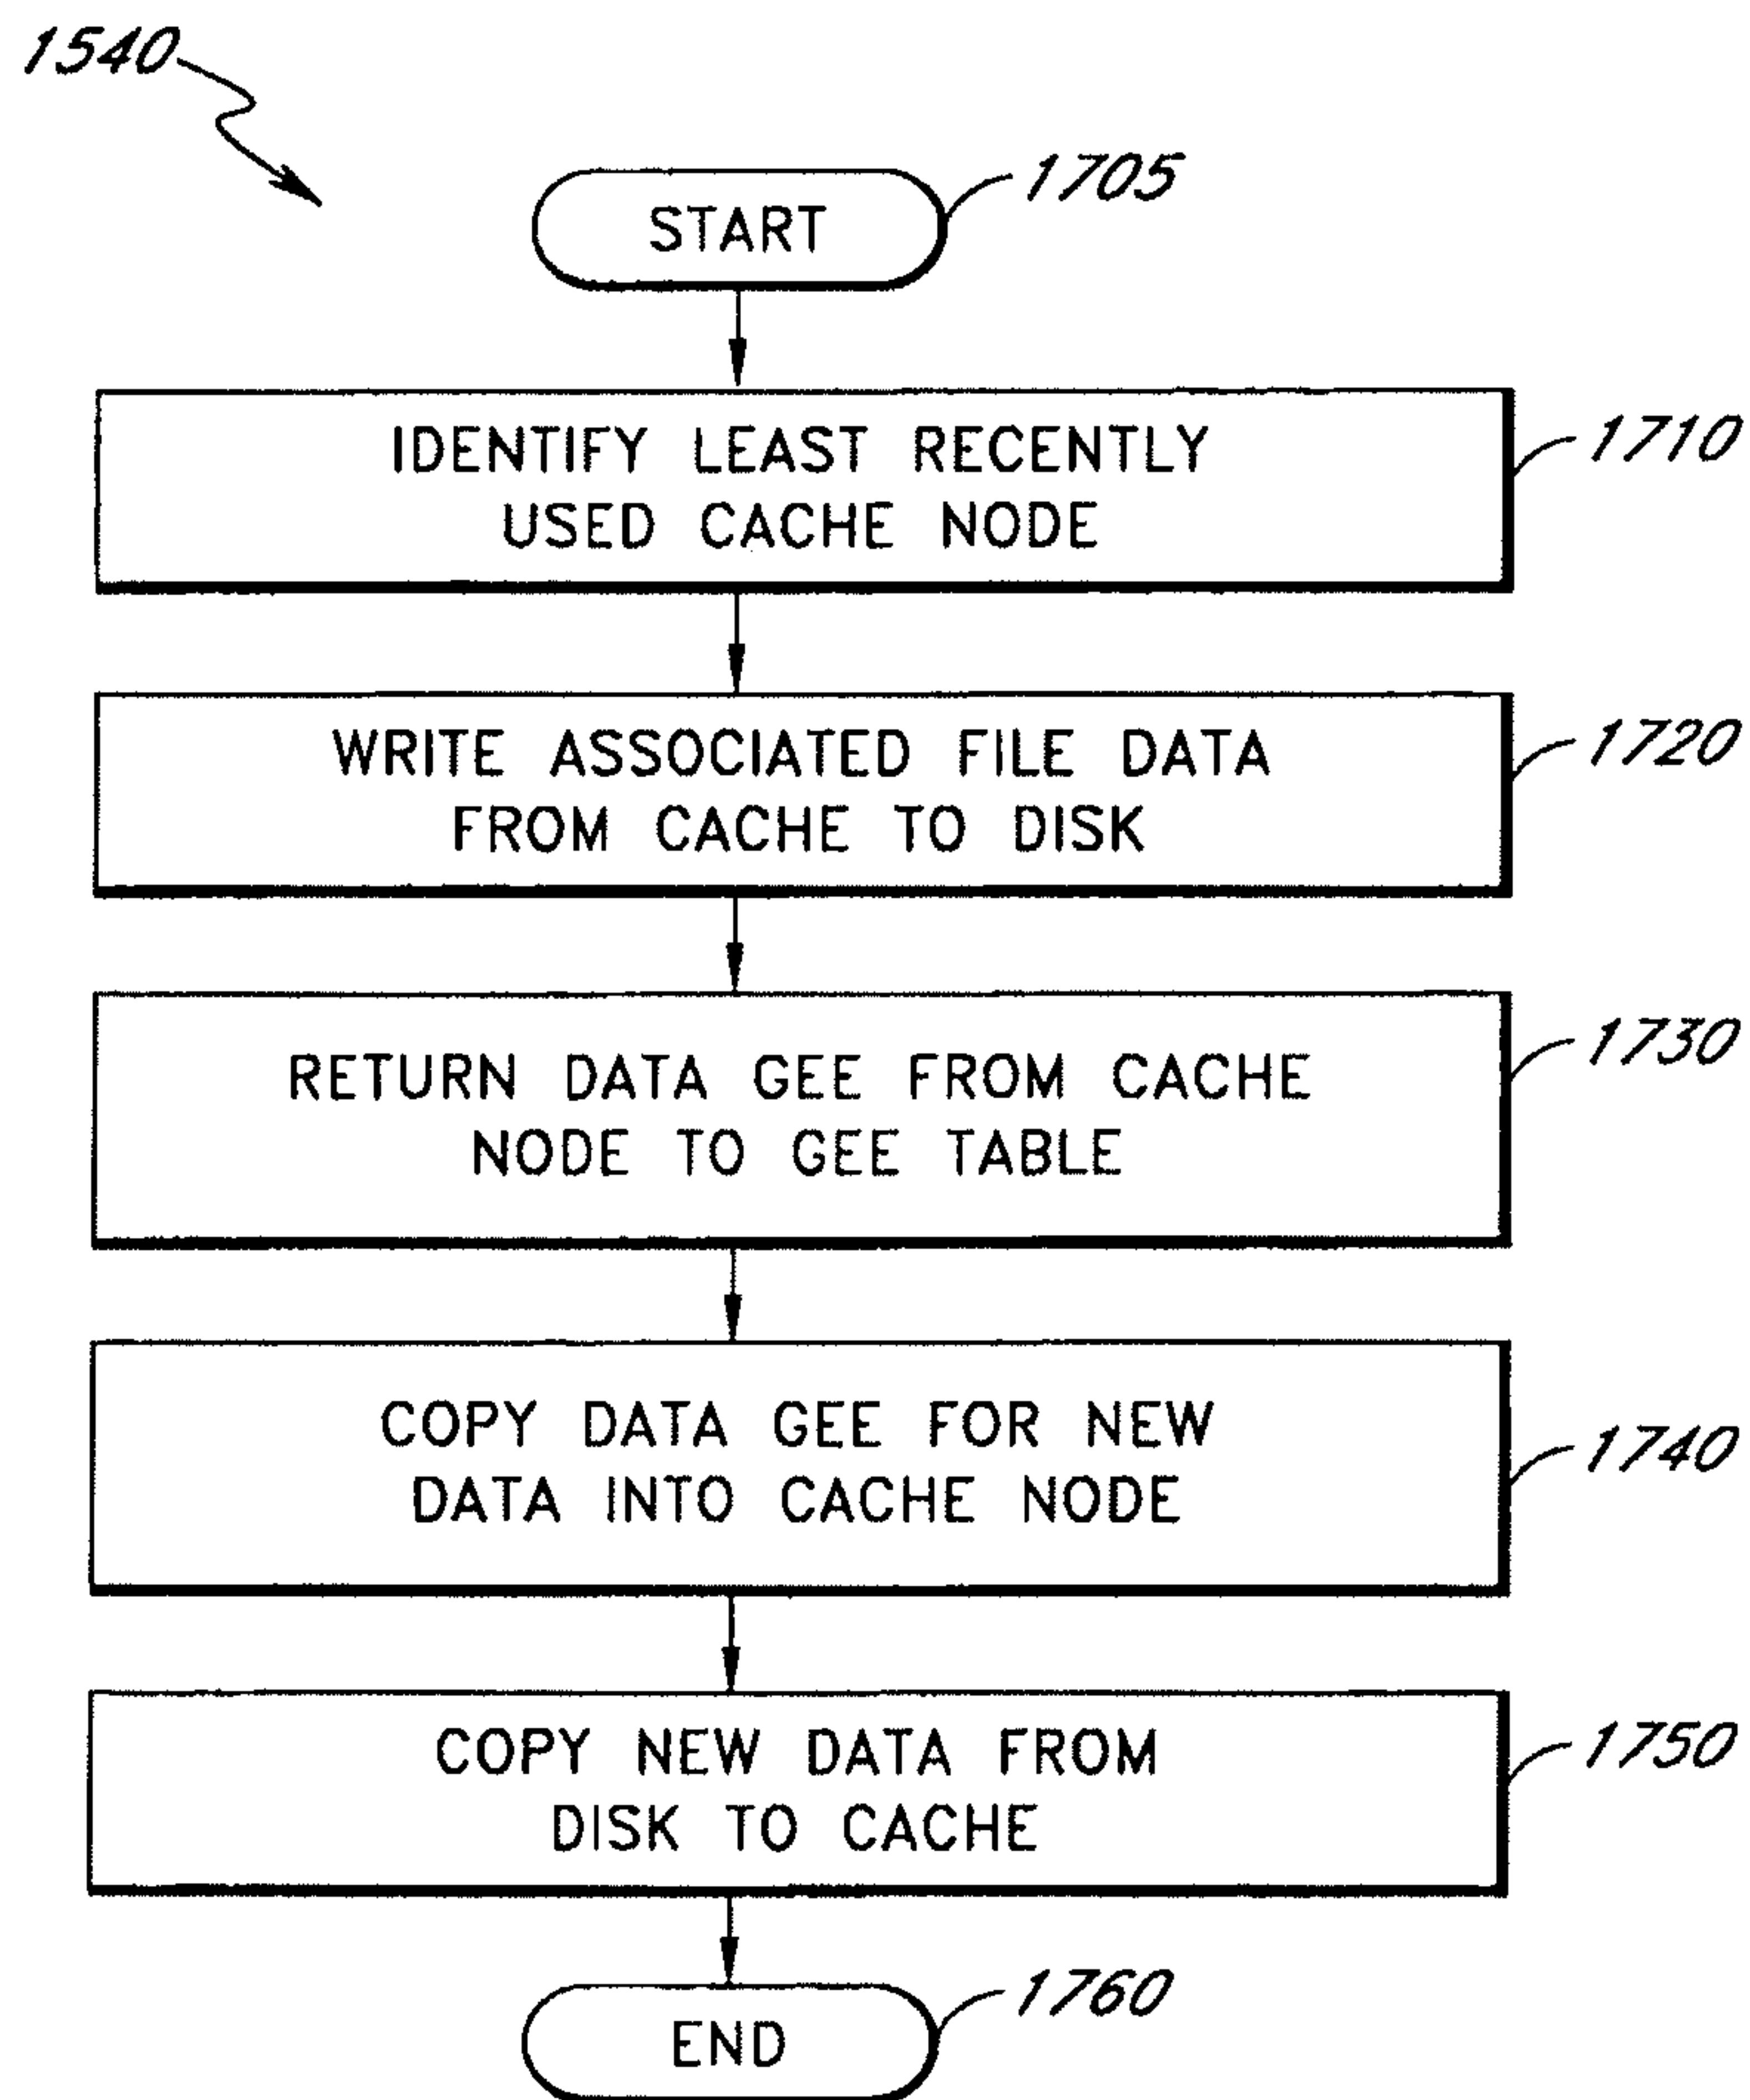 1540
START
1705
IDENTIFY LEAST RECENTLY
USED CACHE NODE
1710
WRITE ASSOCIATED FILE DATA
FROM CACHE TO DISK
1720
RETURN DATA GEE FROM CACHE
NODE TO GEE TABLE
1730
COPY DATA GEE FOR NEW
DATA INTO CACHE NODE
1740
COPY NEW DATA FROM
DISK TO CACHE
1750
END
1760